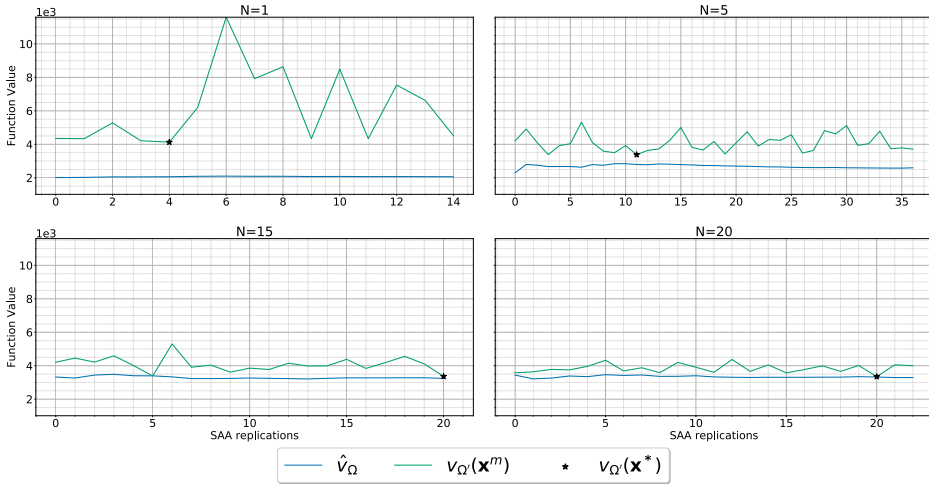 N=1
N=5
1e3
Function Value
10
8
6
4
2
0 2 4 6 8 10 12 14
0 5 10 15 20 25 30 35
N=15
N=20
1e3
Function Value
10
8
6
4
2
0 5 10 15 20
0 5 10 15 20
SAA replications
SAA replications
v̂_Ω v_Ω′(𝐱^m) v_Ω′(𝐱^*)